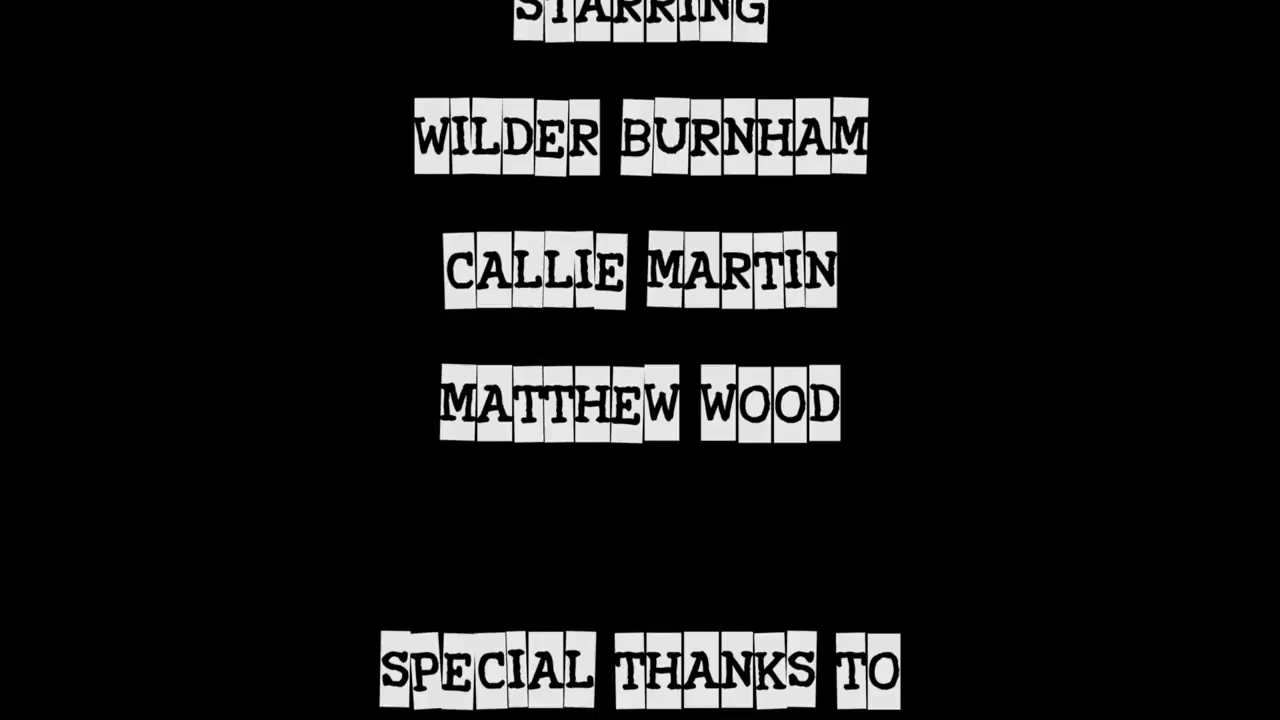 STARRING
WILDER BURNHAM
CALLIE MARTIN
MATTHEW WOOD
SPECIAL THANKS TO